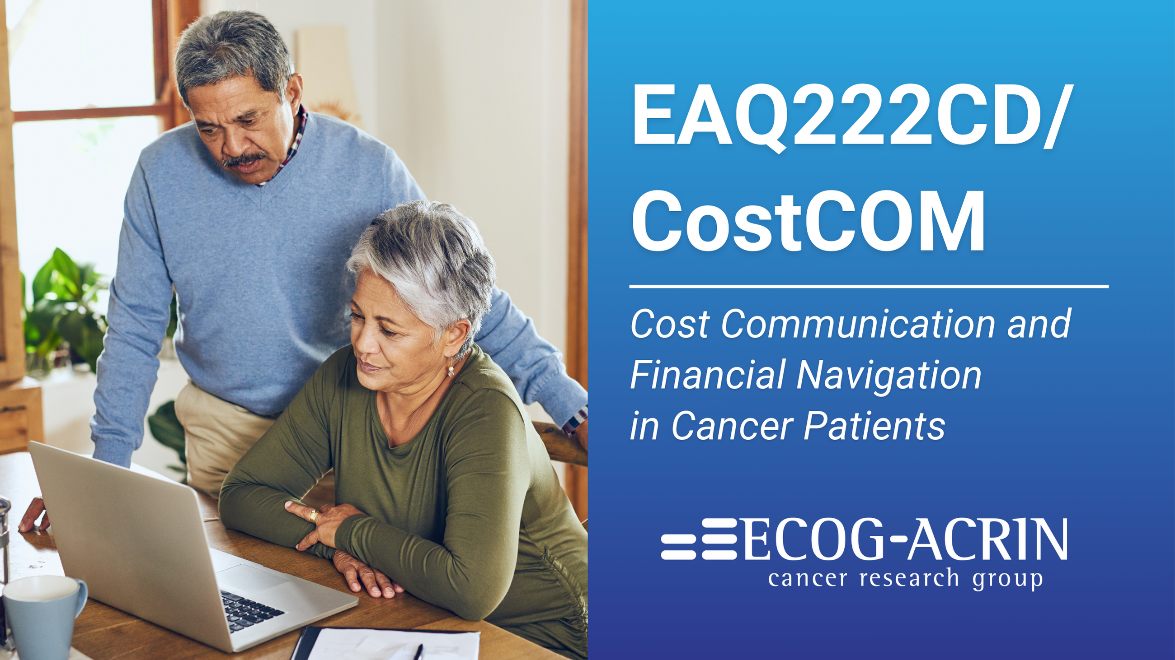 EAQ222CD/
CostCOM
Cost Communication and
Financial Navigation
in Cancer Patients
ECOG-ACRIN
cancer research group